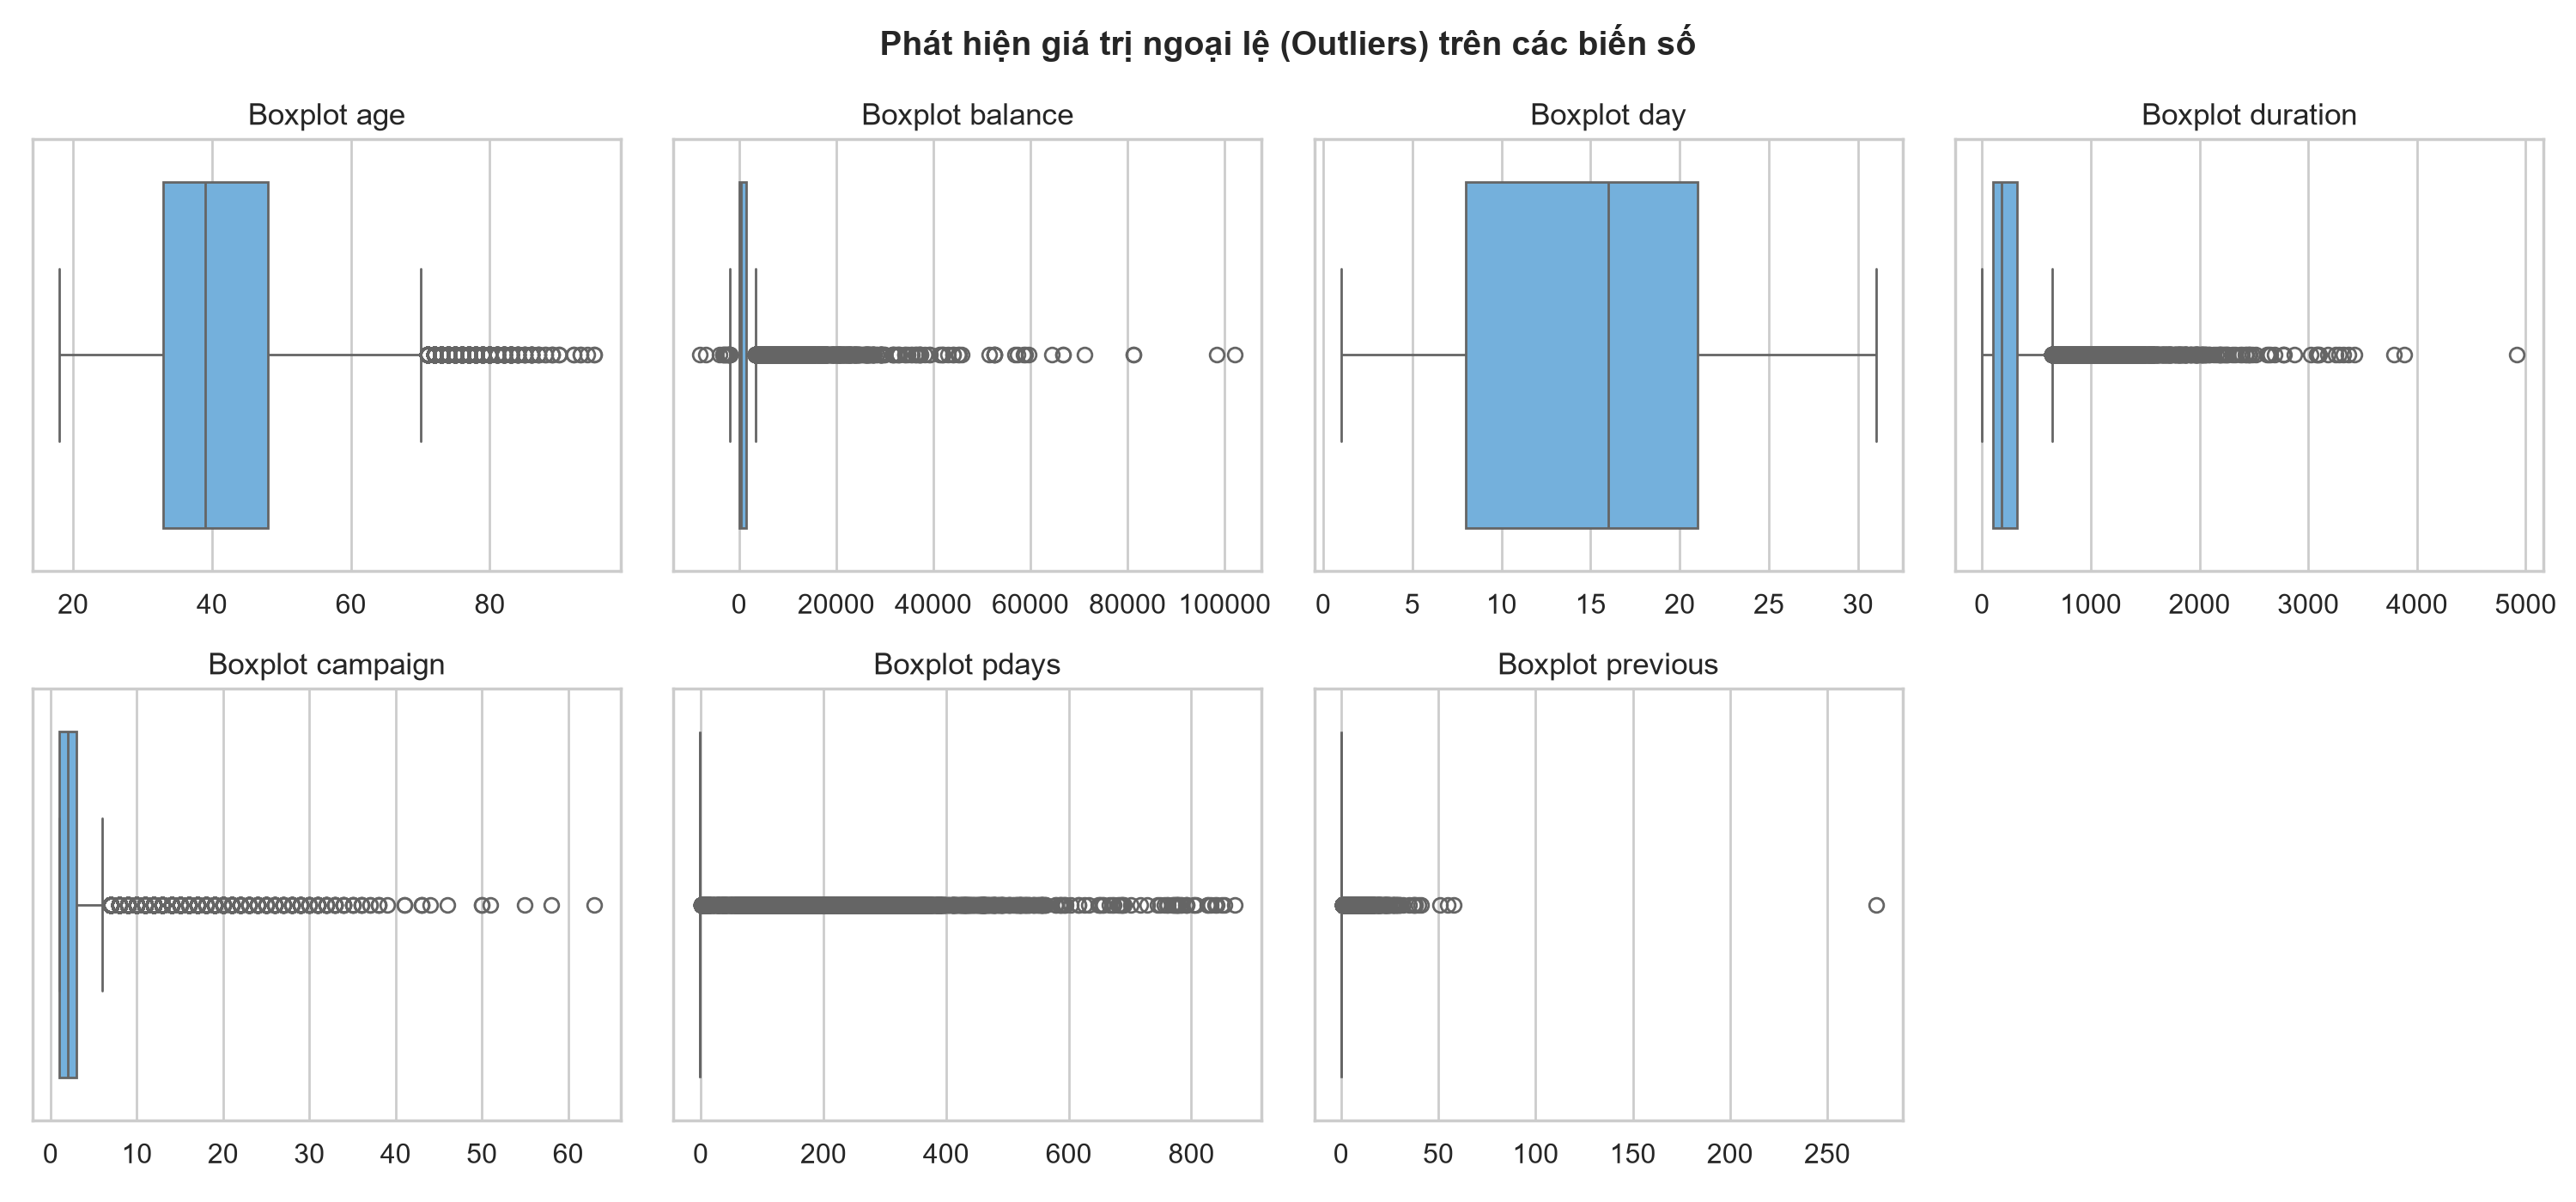 Phát hiện giá trị ngoại lệ (Outliers) trên các biến số
Boxplot age
Boxplot balance
Boxplot day
Boxplot duration
20 40 60 80
0 20000 40000 60000 80000 100000
0 5 10 15 20 25 30
0 1000 2000 3000 4000 5000
Boxplot campaign
Boxplot pdays
Boxplot previous
0 10 20 30 40 50 60
0 200 400 600 800
0 50 100 150 200 250